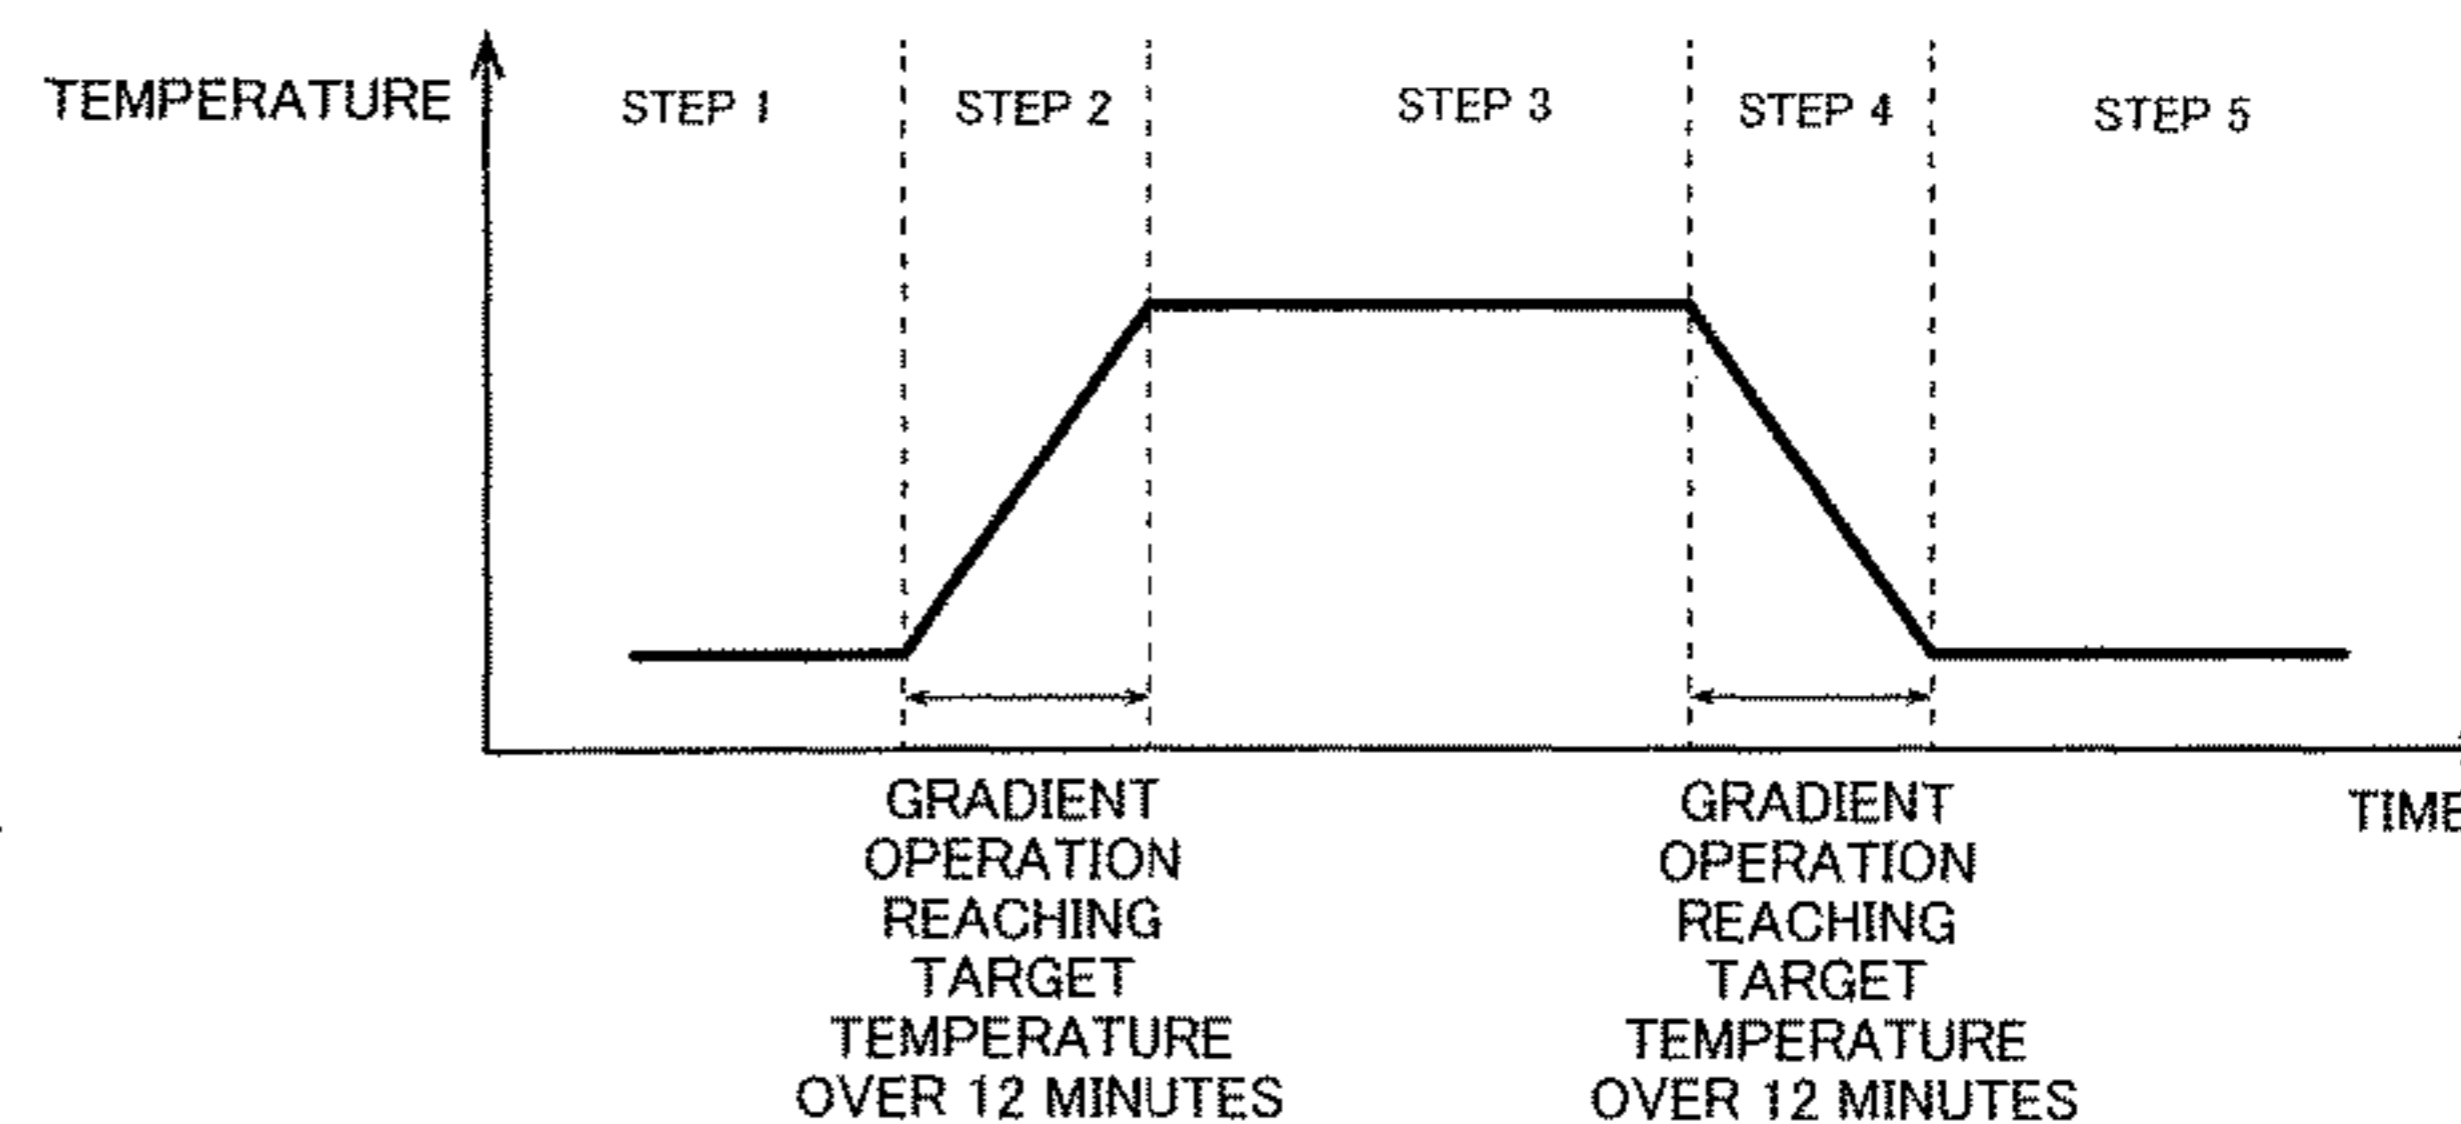 TEMPERATURE
STEP 1
STEP 2
STEP 3
STEP 4
STEP 5
GRADIENT
OPERATION
REACHING
TARGET
TEMPERATURE
OVER 12 MINUTES
GRADIENT
OPERATION
REACHING
TARGET
TEMPERATURE
OVER 12 MINUTES
TIME